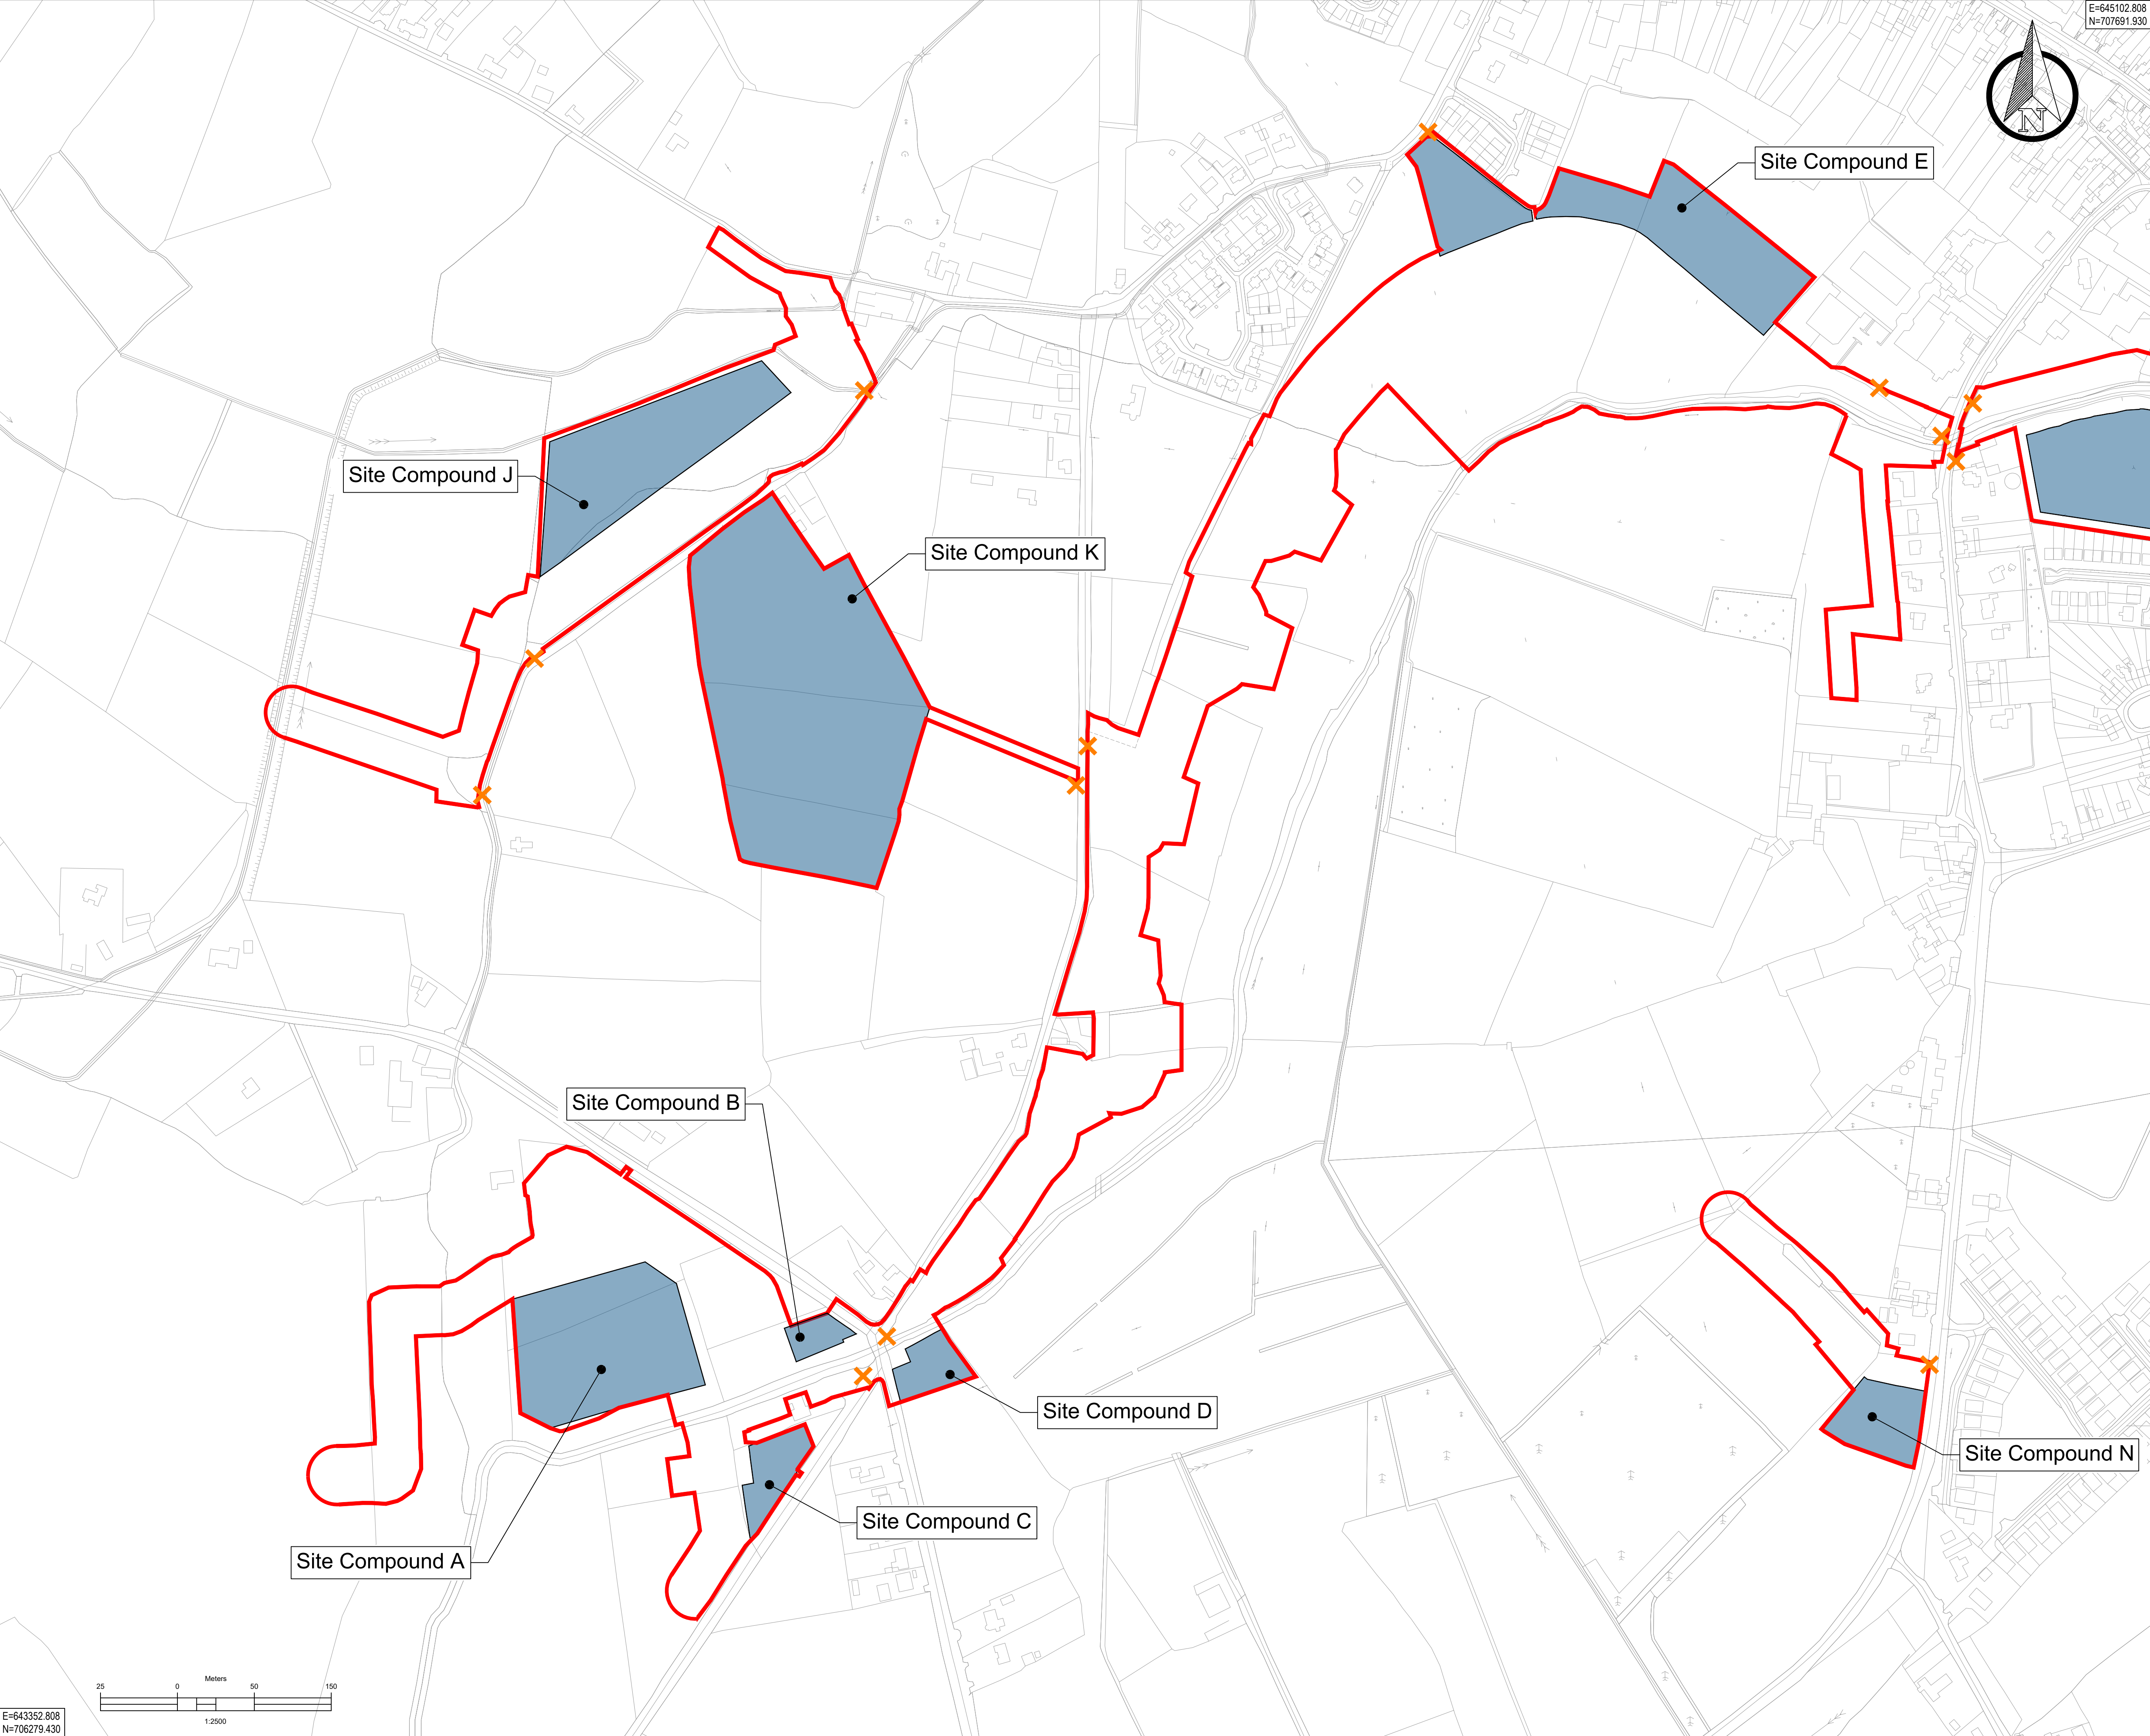 E=645102.808
N=707691.930
N
Site Compound E
Site Compound J
Site Compound K
Site Compound B
Site Compound D
Site Compound N
Site Compound C
Site Compound A
Meters
25 0 50 150
1:2500
E=643352.808
N=706279.430